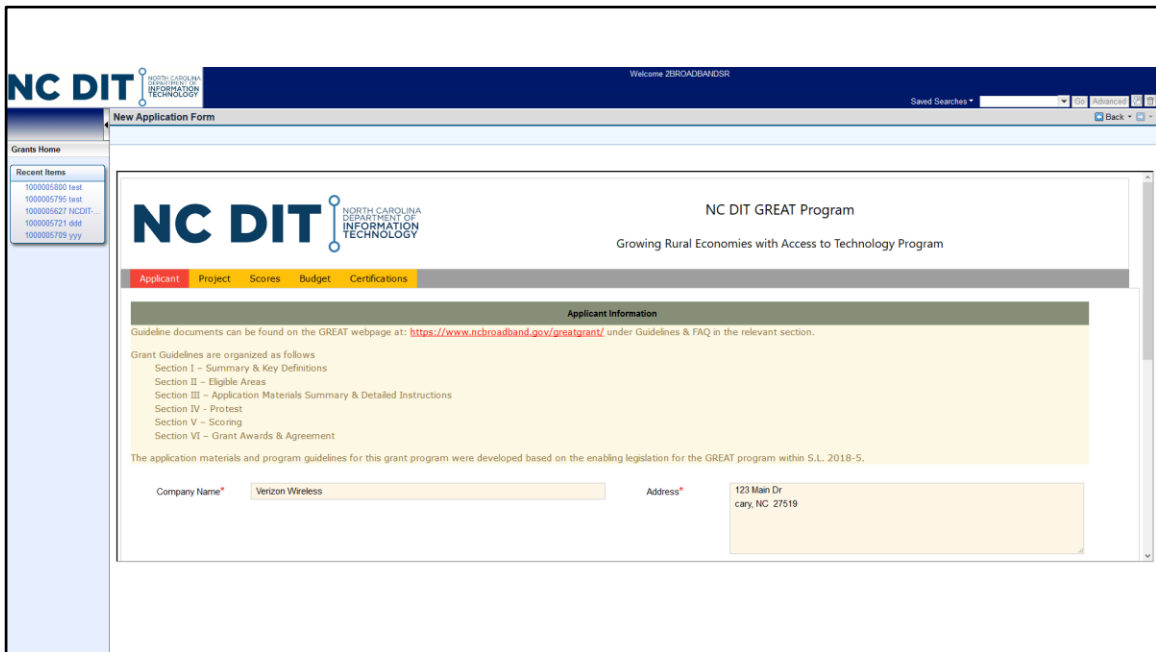 NC DIT
NORTH CAROLINA
DEPARTMENT OF
INFORMATION
TECHNOLOGY
Welcome 2BROADBANDSR
Saved Searches
Go
Advanced
New Application Form
Back
Grants Home
Recent Items
1000005800 test
1000005795 test
1000005627 NCDIT-...
1000005721 ddd
1000005709 yyy
NC DIT
NORTH CAROLINA
DEPARTMENT OF
INFORMATION
TECHNOLOGY
NC DIT GREAT Program
Growing Rural Economies with Access to Technology Program
Applicant Project Scores Budget Certifications
Applicant Information
Guideline documents can be found on the GREAT webpage at: https://www.ncbroadband.gov/greatgrant/ under Guidelines & FAQ in the relevant section.
Grant Guidelines are organized as follows
Section I – Summary & Key Definitions
Section II – Eligible Areas
Section III – Application Materials Summary & Detailed Instructions
Section IV - Protest
Section V – Scoring
Section VI – Grant Awards & Agreement
The application materials and program guidelines for this grant program were developed based on the enabling legislation for the GREAT program within S.L. 2018-5.
Company Name* Verizon Wireless
Address* 123 Main Dr
cary, NC 27519